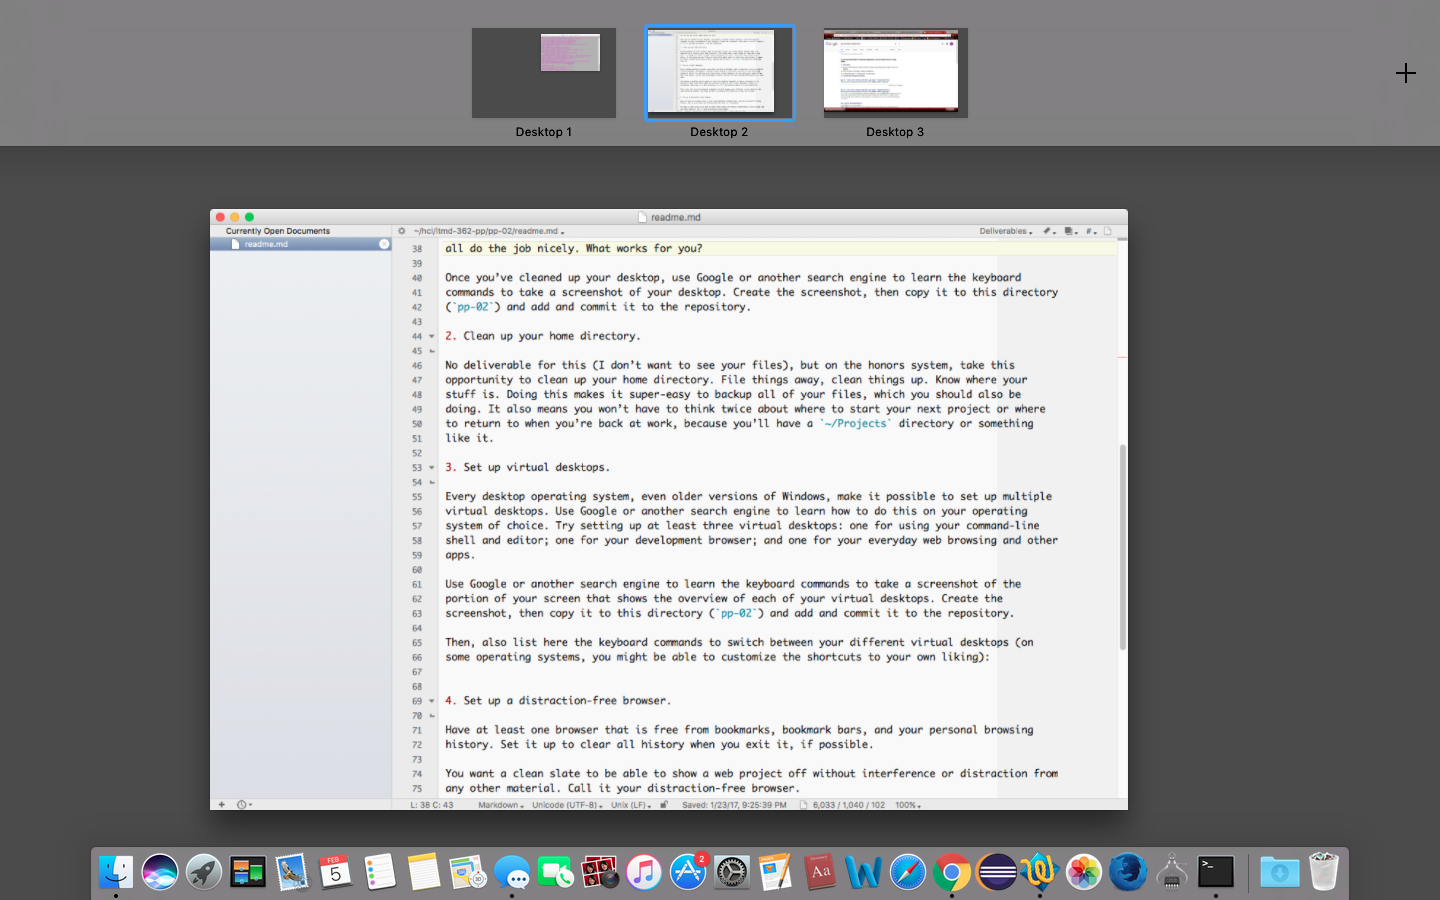 Desktop 1
Desktop 2
Desktop 3
readme.md
Currently Open Documents
~/hci/itmd-362-pp/pp-02/readme.md
Deliverables
readme.md
38 all do the job nicely. What works for you?
39
40 Once you’ve cleaned up your desktop, use Google or another search engine to learn the keyboard
41 commands to take a screenshot of your desktop. Create the screenshot, then copy it to this directory
42 (`pp-02`) and add and commit it to the repository.
43
44 2. Clean up your home directory.
45
46 No deliverable for this (I don’t want to see your files), but on the honors system, take this
47 opportunity to clean up your home directory. File things away, clean things up. Know where your
48 stuff is. Doing this makes it super-easy to backup all of your files, which you should also be
49 doing. It also means you won’t have to think twice about where to start your next project or where
50 to return to when you’re back at work, because you’ll have a `~/Projects` directory or something
51 like it.
52
53 3. Set up virtual desktops.
54
55 Every desktop operating system, even older versions of Windows, make it possible to set up multiple
56 virtual desktops. Use Google or another search engine to learn how to do this on your operating
57 system of choice. Try setting up at least three virtual desktops: one for using your command-line
58 shell and editor; one for your development browser; and one for your everyday web browsing and other
59 apps.
60
61 Use Google or another search engine to learn the keyboard commands to take a screenshot of the
62 portion of your screen that shows the overview of each of your virtual desktops. Create the
63 screenshot, then copy it to this directory (`pp-02`) and add and commit it to the repository.
64
65 Then, also list here the keyboard commands to switch between your different virtual desktops (on
66 some operating systems, you might be able to customize the shortcuts to your own liking):
67
68
69 4. Set up a distraction-free browser.
70
71 Have at least one browser that is free from bookmarks, bookmark bars, and your personal browsing
72 history. Set it up to clear all history when you exit it, if possible.
73
74 You want a clean slate to be able to show a web project off without interference or distraction from
75 any other material. Call it your distraction-free browser.
L: 38 C: 43 Markdown Unicode (UTF-8) Unix (LF) Saved: 1/23/17, 9:25:39 PM 6,033 / 1,040 / 102 100%
FEB
5
2
Aa
>_